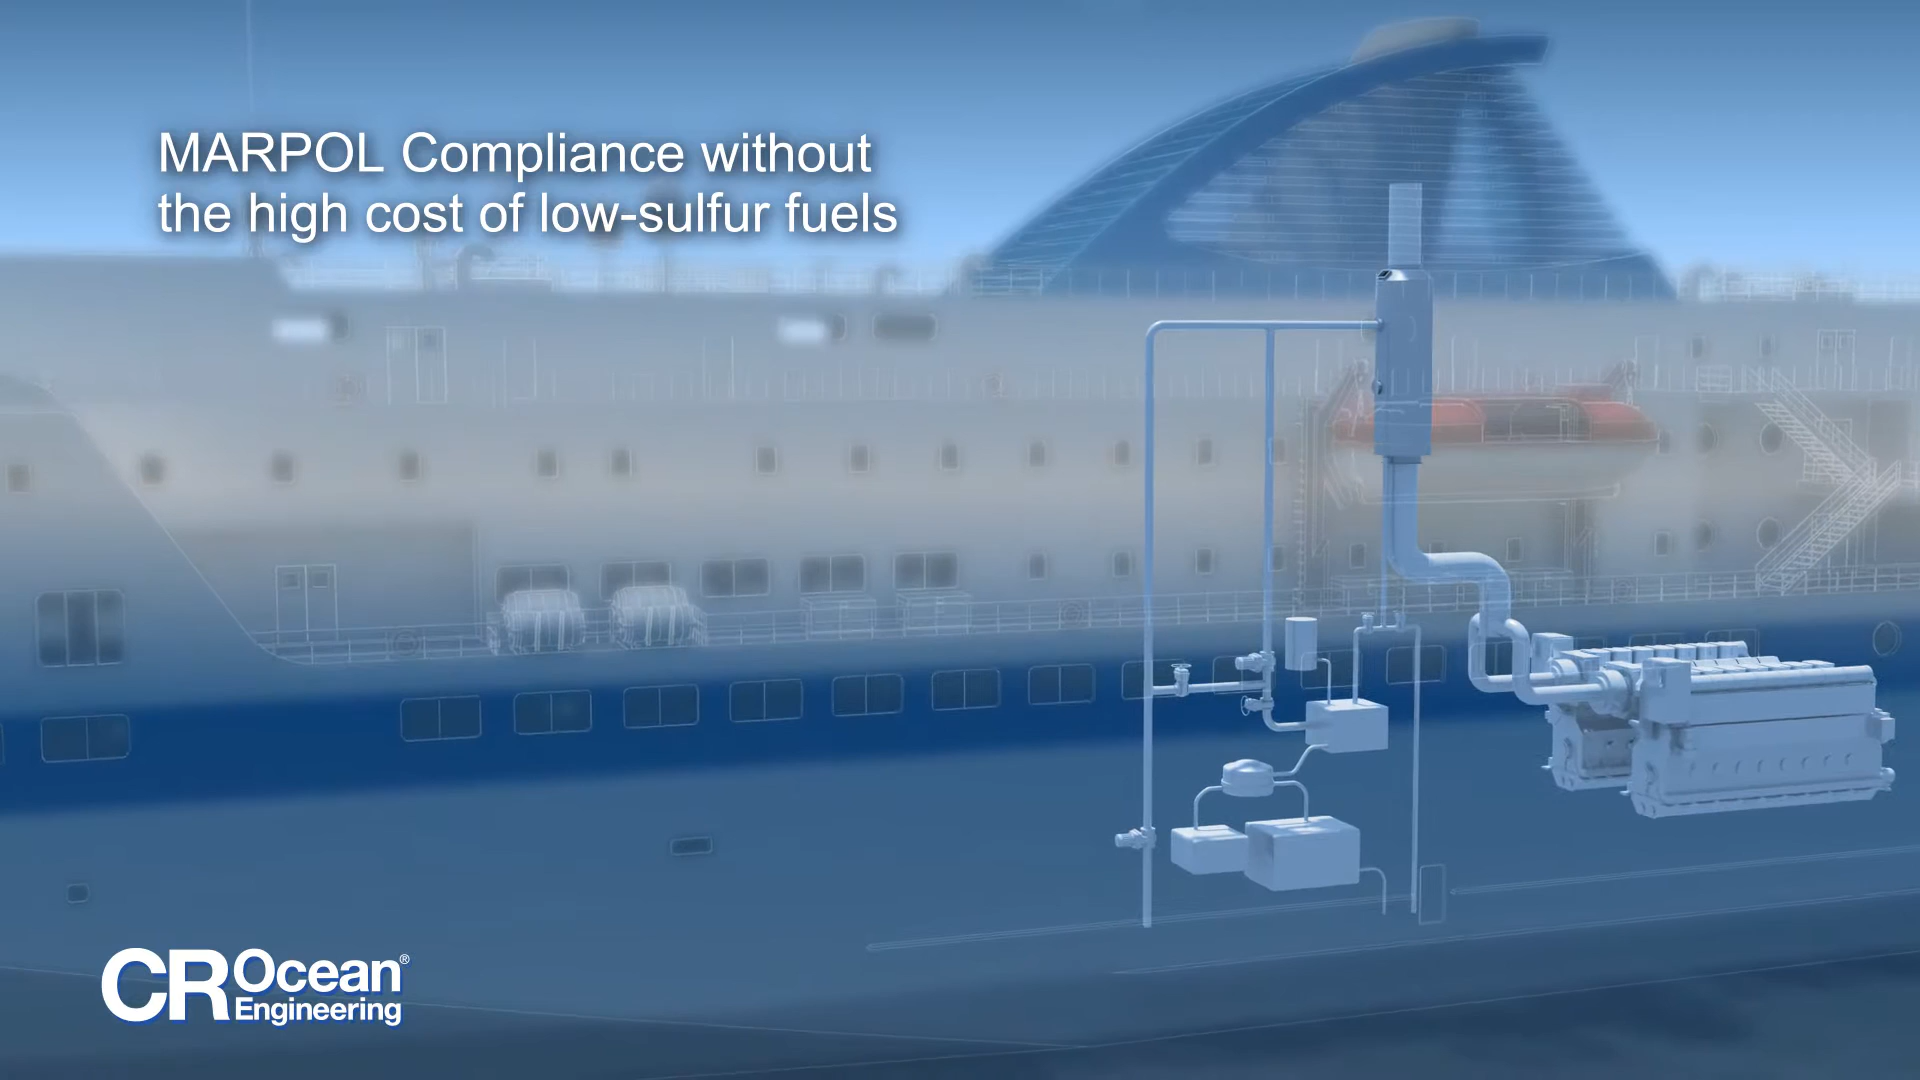 MARPOL Compliance without
the high cost of low-sulfur fuels
CR Ocean®
Engineering